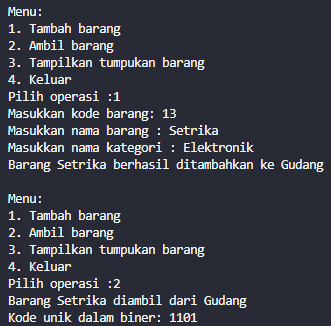 Menu:
1. Tambah barang
2. Ambil barang
3. Tampilkan tumpukan barang
4. Keluar
Pilih operasi :1
Masukkan kode barang: 13
Masukkan nama barang : Setrika
Masukkan nama kategori : Elektronik
Barang Setrika berhasil ditambahkan ke Gudang

Menu:
1. Tambah barang
2. Ambil barang
3. Tampilkan tumpukan barang
4. Keluar
Pilih operasi :2
Barang Setrika diambil dari Gudang
Kode unik dalam biner: 1101